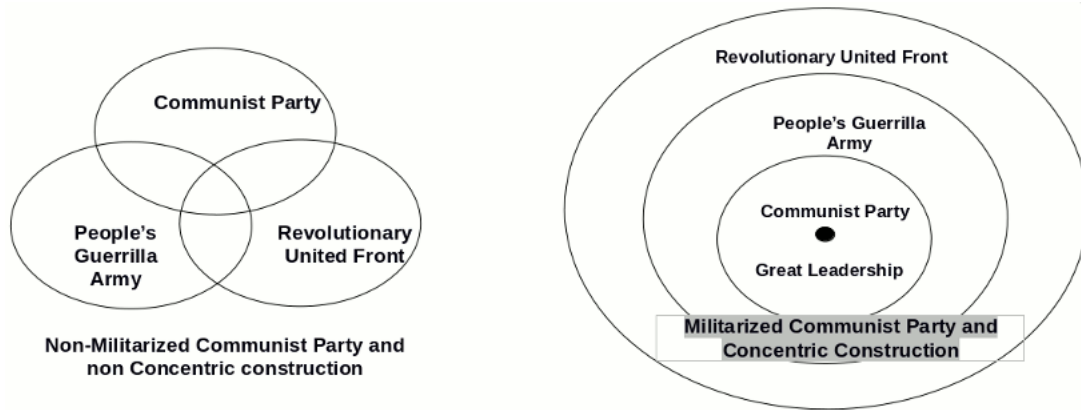 Communist Party
People's
Guerrilla
Army
Revolutionary
United Front
Non-Militarized Communist Party and
non Concentric construction
Revolutionary United Front
People's Guerrilla
Army
Communist Party
Great Leadership
Militarized Communist Party and
Concentric Construction